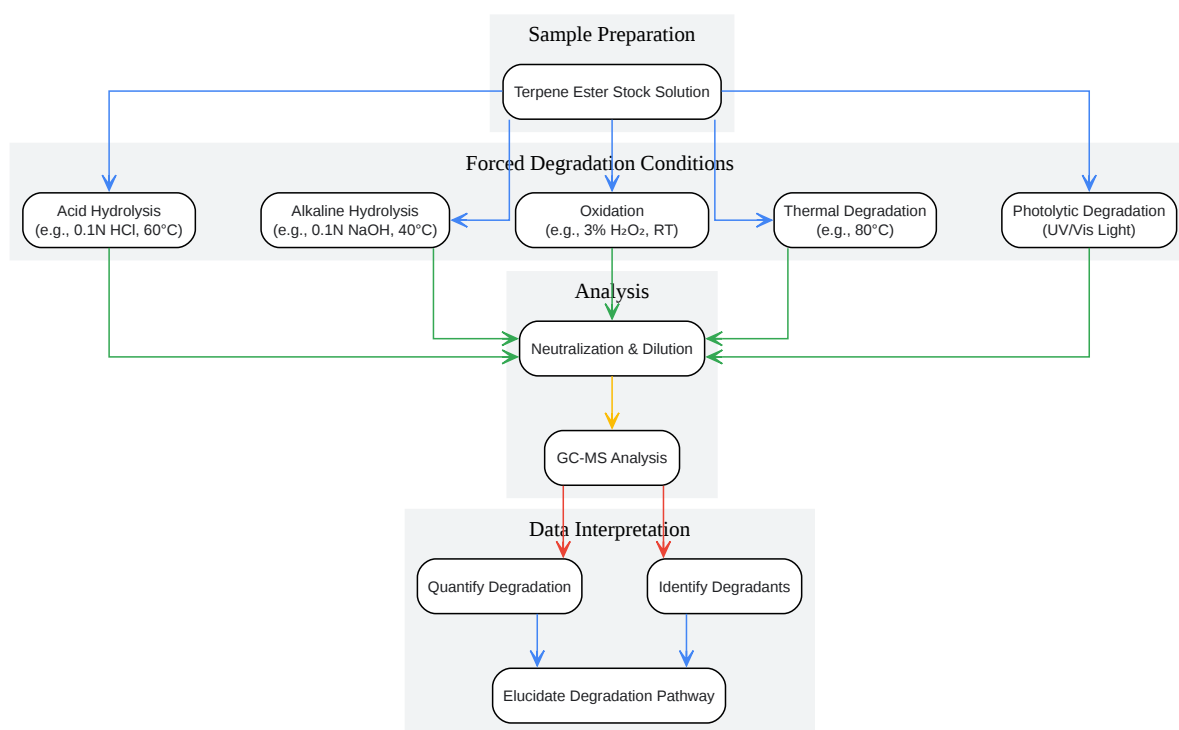 Sample Preparation
Terpene Ester Stock Solution
Forced Degradation Conditions
Acid Hydrolysis
(e.g., 0.1N HCl, 60°C)
Alkaline Hydrolysis
(e.g., 0.1N NaOH, 40°C)
Oxidation
(e.g., 3% H₂O₂, RT)
Thermal Degradation
(e.g., 80°C)
Photolytic Degradation
(UV/Vis Light)
Analysis
Neutralization & Dilution
GC-MS Analysis
Data Interpretation
Quantify Degradation
Identify Degradants
Elucidate Degradation Pathway